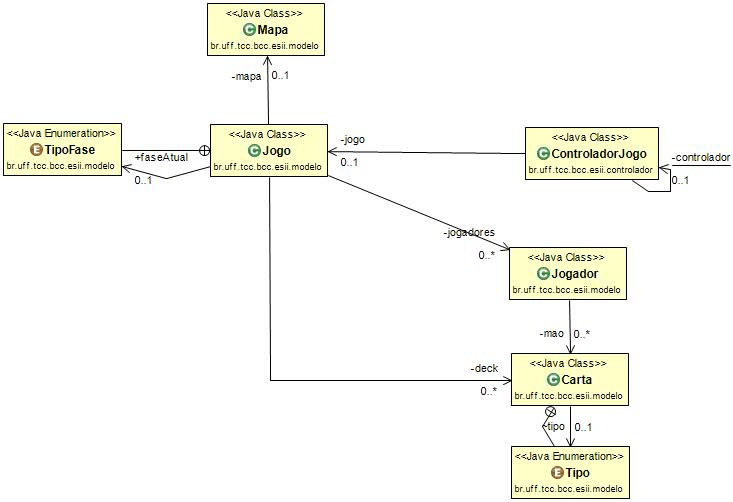 <<Java Class>>
C Mapa
br.uff.tcc.bcc.esii.modelo
-mapa 0..1
<<Java Enumeration>>
E TipoFase
br.uff.tcc.bcc.esii.modelo
+faseAtual
0..1
<<Java Class>>
C Jogo
br.uff.tcc.bcc.esii.modelo
-jogo
0..1
<<Java Class>>
C ControladorJogo
br.uff.tcc.bcc.esii.controlador
-controlador
0..1
-jogadores
0..*
<<Java Class>>
C Jogador
br.uff.tcc.bcc.esii.modelo
-mao 0..*
-deck
0..*
<<Java Class>>
C Carta
br.uff.tcc.bcc.esii.modelo
-tipo 0..1
<<Java Enumeration>>
E Tipo
br.uff.tcc.bcc.esii.modelo